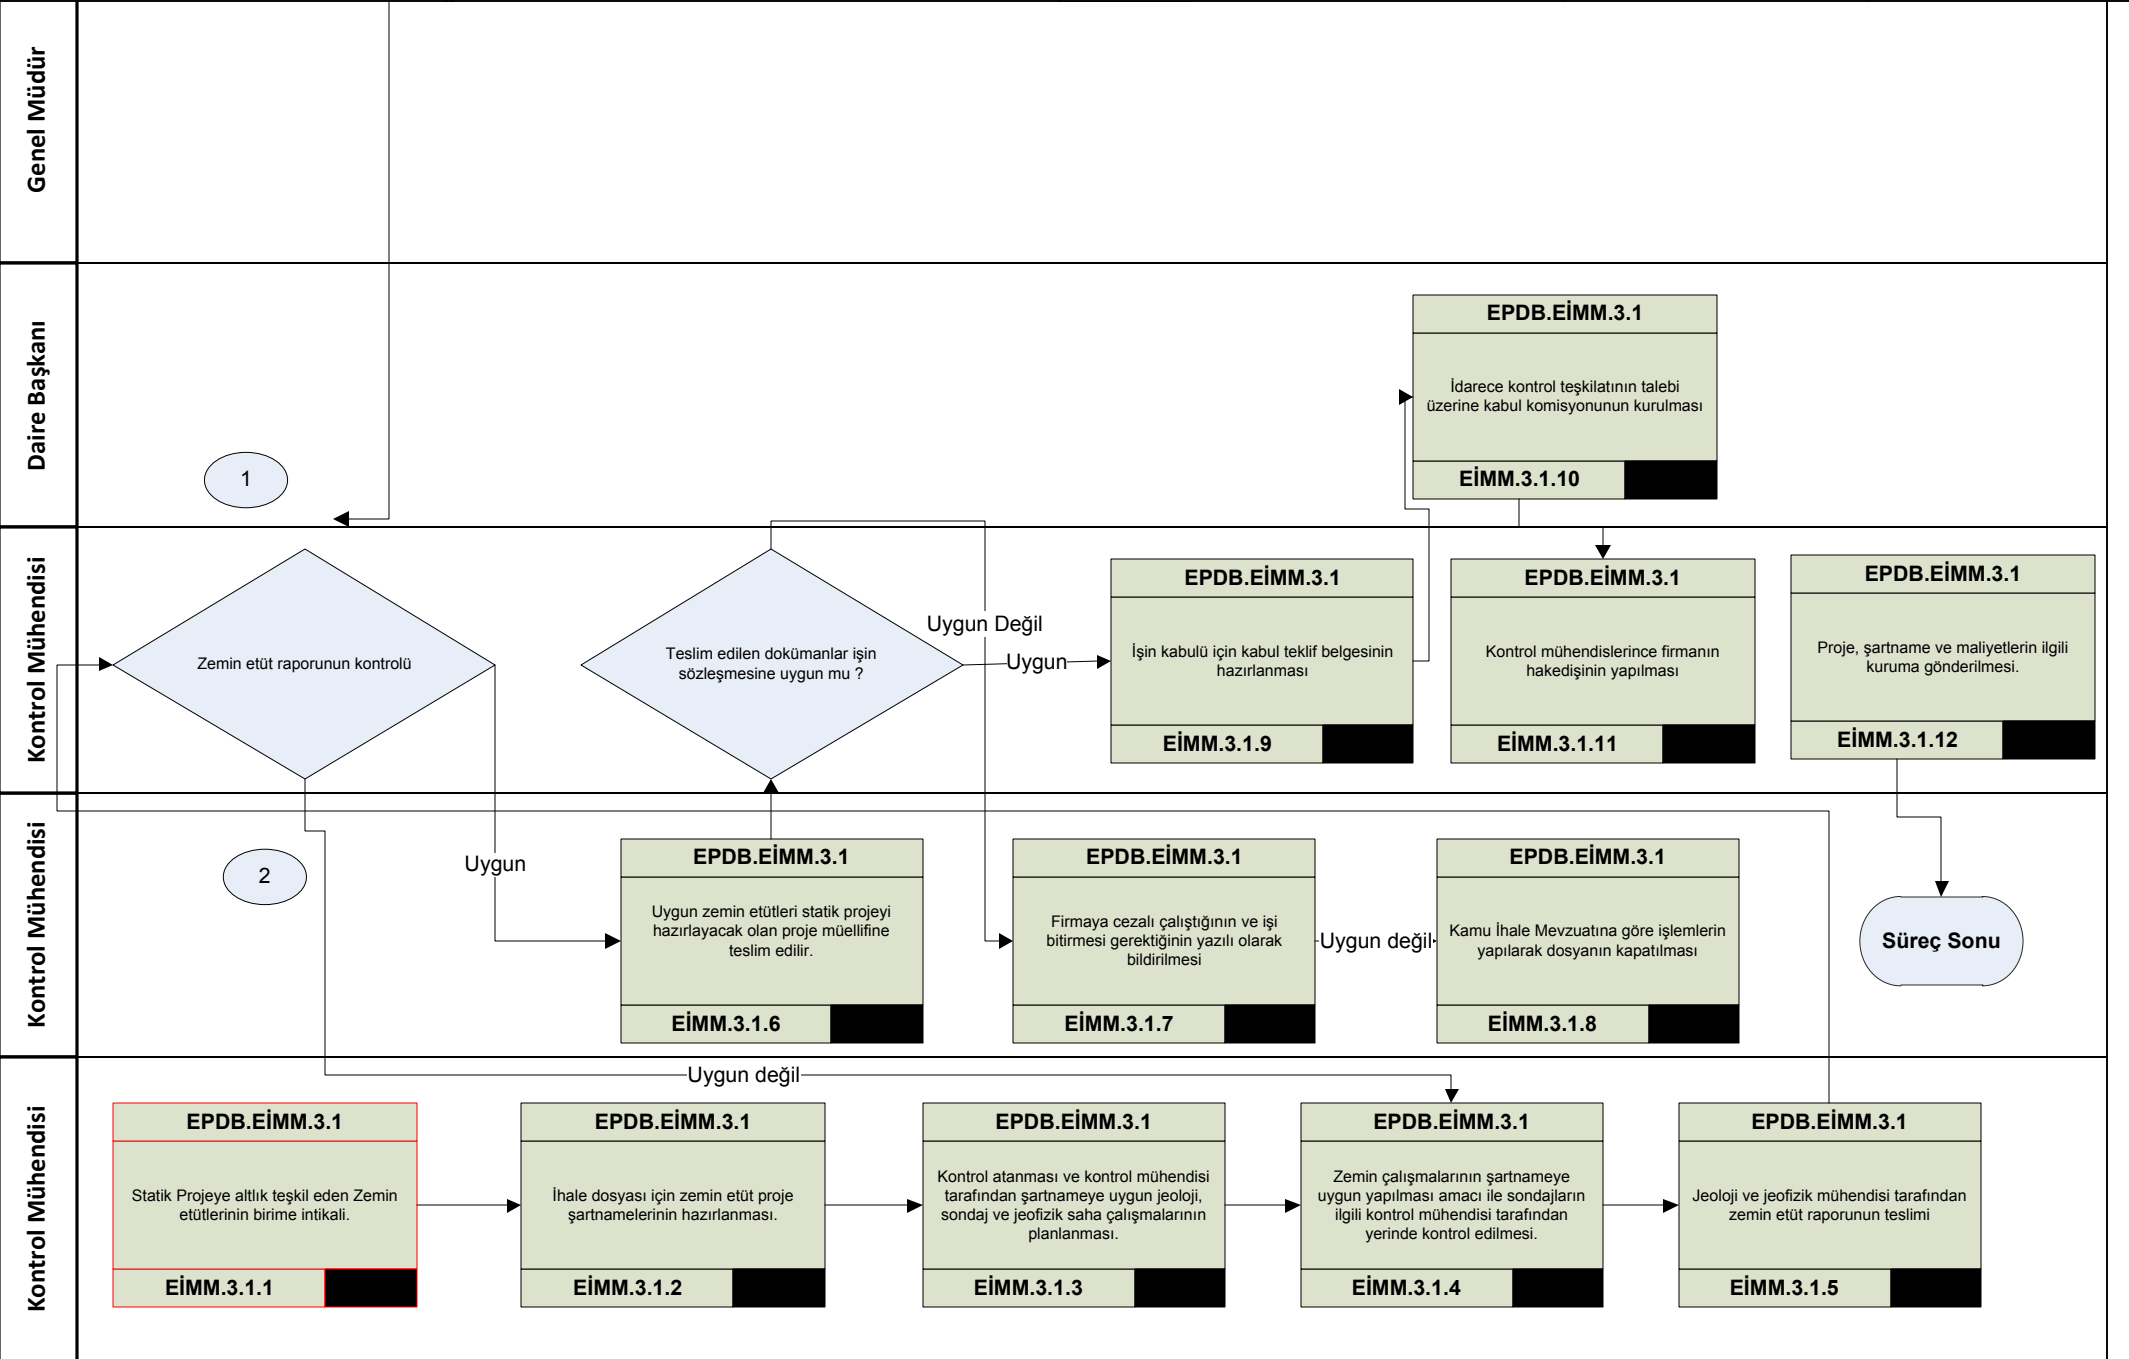 Genel Müdür
Daire Başkanı
EPDB.EİMM.3.1
İdarece kontrol teşkilatının talebi
üzerine kabul komisyonunun kurulması
EİMM.3.1.10
1
Kontrol Mühendisi
Zemin etüt raporunun kontrolü
Teslim edilen dokümanlar işin
sözleşmesine uygun mu ?
Uygun Değil
Uygun
EPDB.EİMM.3.1
İşin kabulü için kabul teklif belgesinin
hazırlanması
EİMM.3.1.9
EPDB.EİMM.3.1
Kontrol mühendislerince firmanın
hakedişinin yapılması
EİMM.3.1.11
EPDB.EİMM.3.1
Proje, şartname ve maliyetlerin ilgili
kuruma gönderilmesi.
EİMM.3.1.12
Kontrol Mühendisi
2
Uygun
EPDB.EİMM.3.1
Uygun zemin etütleri statik projeyi
hazırlayacak olan proje müellifine
teslim edilir.
EİMM.3.1.6
EPDB.EİMM.3.1
Firmaya cezalı çalıştığının ve işi
bitirmesi gerektiğinin yazılı olarak
bildirilmesi
EİMM.3.1.7
Uygun değil
EPDB.EİMM.3.1
Kamu İhale Mevzuatına göre işlemlerin
yapılarak dosyanın kapatılması
EİMM.3.1.8
Süreç Sonu
Kontrol Mühendisi
Uygun değil
EPDB.EİMM.3.1
Statik Projeye altlık teşkil eden Zemin
etütlerinin birime intikali.
EİMM.3.1.1
EPDB.EİMM.3.1
İhale dosyası için zemin etüt proje
şartnamelerinin hazırlanması.
EİMM.3.1.2
EPDB.EİMM.3.1
Kontrol atanması ve kontrol mühendisi
tarafından şartnameye uygun jeoloji,
sondaj ve jeofizik saha çalışmalarının
planlanması.
EİMM.3.1.3
EPDB.EİMM.3.1
Zemin çalışmalarının şartnameye
uygun yapılması amacı ile sondajların
ilgili kontrol mühendisi tarafından
yerinde kontrol edilmesi.
EİMM.3.1.4
EPDB.EİMM.3.1
Jeoloji ve jeofizik mühendisi tarafından
zemin etüt raporunun teslimi
EİMM.3.1.5